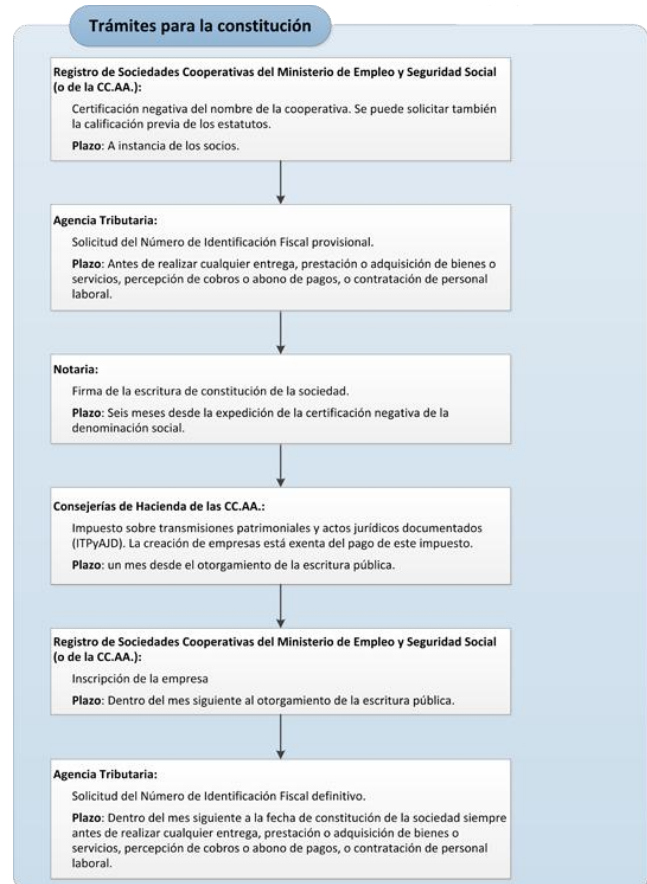 Trámites para la constitución
Registro de Sociedades Cooperativas del Ministerio de Empleo y Seguridad Social
(o de la CC.AA.):
Certificación negativa del nombre de la cooperativa. Se puede solicitar también
la calificación previa de los estatutos.
Plazo: A instancia de los socios.
Agencia Tributaria:
Solicitud del Número de Identificación Fiscal provisional.
Plazo: Antes de realizar cualquier entrega, prestación o adquisición de bienes o
servicios, percepción de cobros o abono de pagos, o contratación de personal
laboral.
Notaria:
Firma de la escritura de constitución de la sociedad.
Plazo: Seis meses desde la expedición de la certificación negativa de la
denominación social.
Consejerías de Hacienda de las CC.AA.:
Impuesto sobre transmisiones patrimoniales y actos jurídicos documentados
(ITPyAJD). La creación de empresas está exenta del pago de este impuesto.
Plazo: un mes desde el otorgamiento de la escritura pública.
Registro de Sociedades Cooperativas del Ministerio de Empleo y Seguridad Social
(o de la CC.AA.):
Inscripción de la empresa
Plazo: Dentro del mes siguiente al otorgamiento de la escritura pública.
Agencia Tributaria:
Solicitud del Número de Identificación Fiscal definitivo.
Plazo: Dentro del mes siguiente a la fecha de constitución de la sociedad siempre
antes de realizar cualquier entrega, prestación o adquisición de bienes o
servicios, percepción de cobros o abono de pagos, o contratación de personal
laboral.